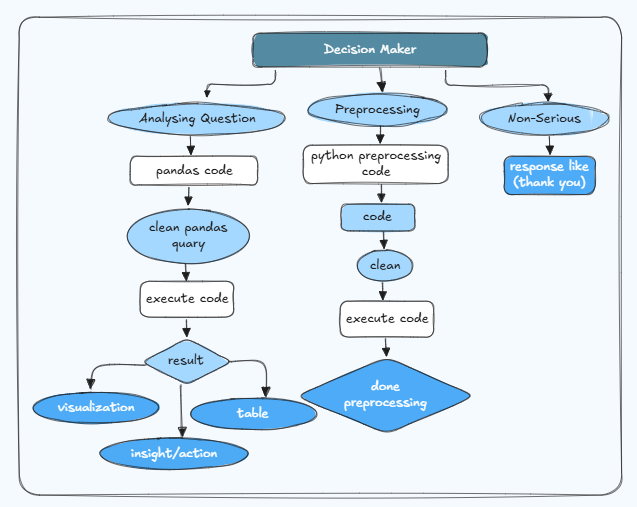 Decision Maker
Analysing Question
Preprocessing
Non-Serious
pandas code
python preprocessing
code
response like
(thank you)
clean pandas
quary
code
clean
execute code
execute code
result
done
preprocessing
visualization
table
insight/action